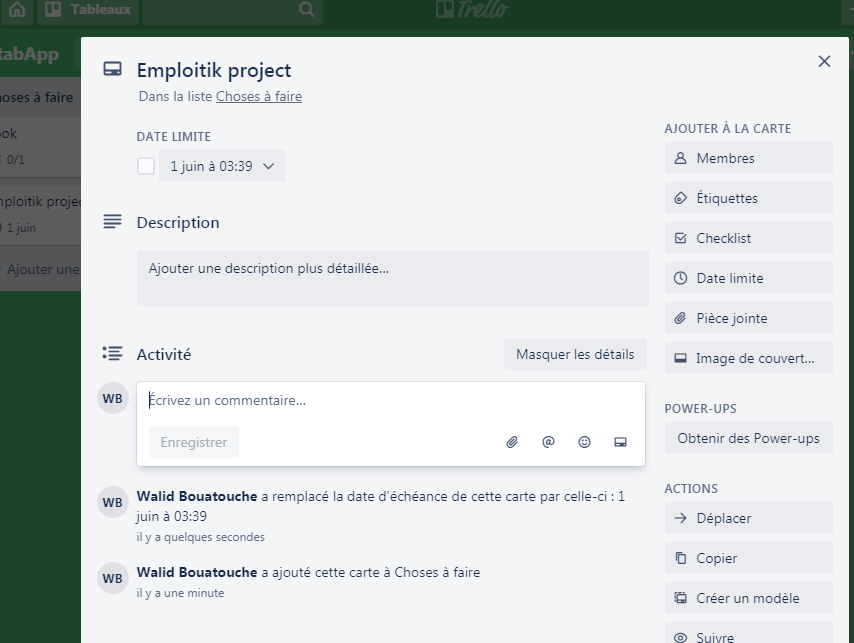 Tableaux
Trello
tabApp
Emploitik project
Dans la liste Choses à faire
hoses à faire
ok
0/1
mploitik projec
1 juin
Ajouter une
DATE LIMITE
1 juin à 03:39
Description
Ajouter une description plus détaillée...
Activité
Masquer les détails
WB
Écrivez un commentaire...
Enregistrer
WB
Walid Bouatouche a remplacé la date d'échéance de cette carte par celle-ci : 1
juin à 03:39
il y a quelques secondes
WB
Walid Bouatouche a ajouté cette carte à Choses à faire
il y a une minute
AJOUTER À LA CARTE
Membres
Étiquettes
Checklist
Date limite
Pièce jointe
Image de couvert...
POWER-UPS
Obtenir des Power-ups
ACTIONS
Déplacer
Copier
Créer un modèle
Suivre